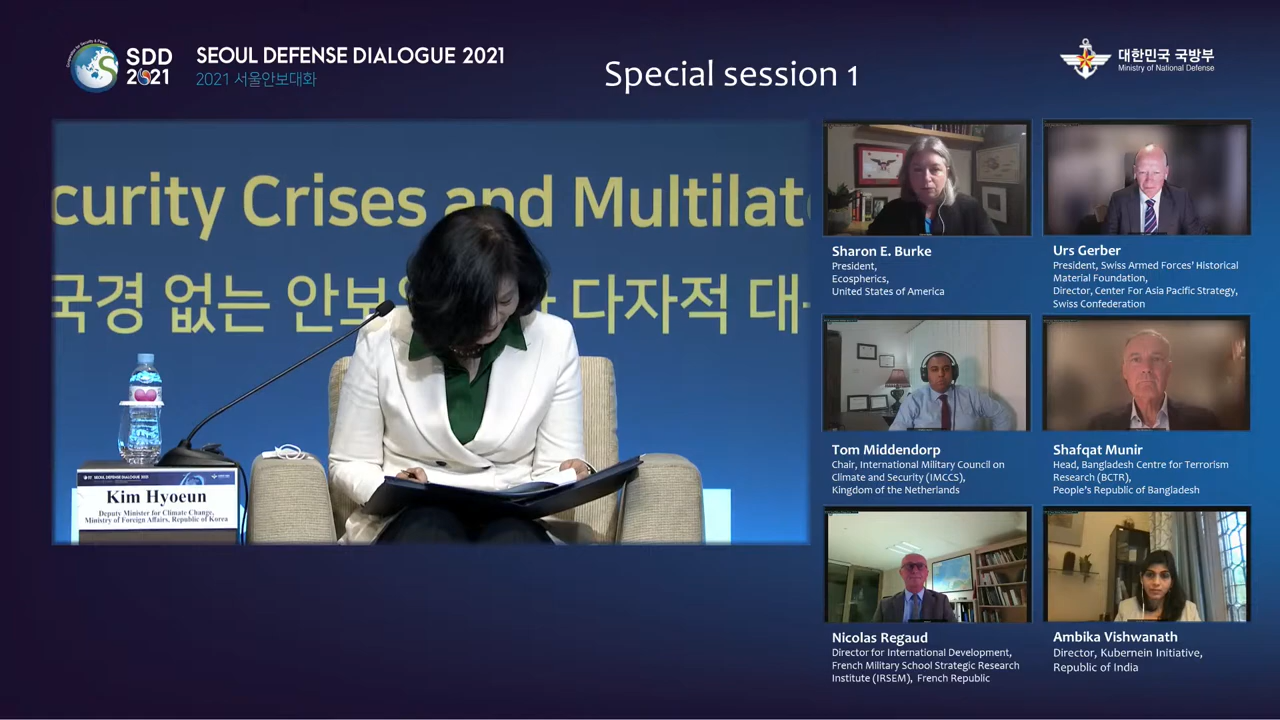 SDD
2021
SEOUL DEFENSE DIALOGUE 2021
2021 서울안보대화
Special session 1
대한민국 국방부
Ministry of National Defense
curity Crises and Multilat
국경 없는 안보 다자적 대
Kim Hyoeun
Deputy Minister for Climate Change,
Ministry of Foreign Affairs, Republic of Korea
Sharon E. Burke
President,
Ecospherics,
United States of America
Urs Gerber
President, Swiss Armed Forces' Historical
Material Foundation,
Director, Center For Asia Pacific Strategy,
Swiss Confederation
Tom Middendorp
Chair, International Military Council on
Climate and Security (IMCCS),
Kingdom of the Netherlands
Shafqat Munir
Head, Bangladesh Centre for Terrorism
Research (BCTR),
People's Republic of Bangladesh
Nicolas Regaud
Director for International Development,
French Military School Strategic Research
Institute (IRSEM), French Republic
Ambika Vishwanath
Director, Kubernein Initiative,
Republic of India